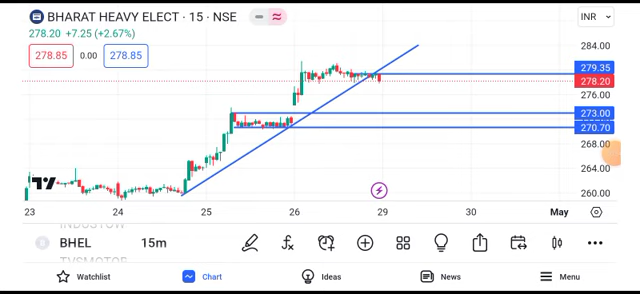 BHARAT HEAVY ELECT · 15 · NSE
INR
278.20 +7.25 (+2.67%)
278.85 0.00 278.85
284.00
279.35
278.20
276.00
273.00
270.70
268.00
264.00
260.00
23 24 25 26 29 30 May
INDUSTOW
BHEL 15m
TVSMOTOR
Watchlist Chart Ideas News Menu